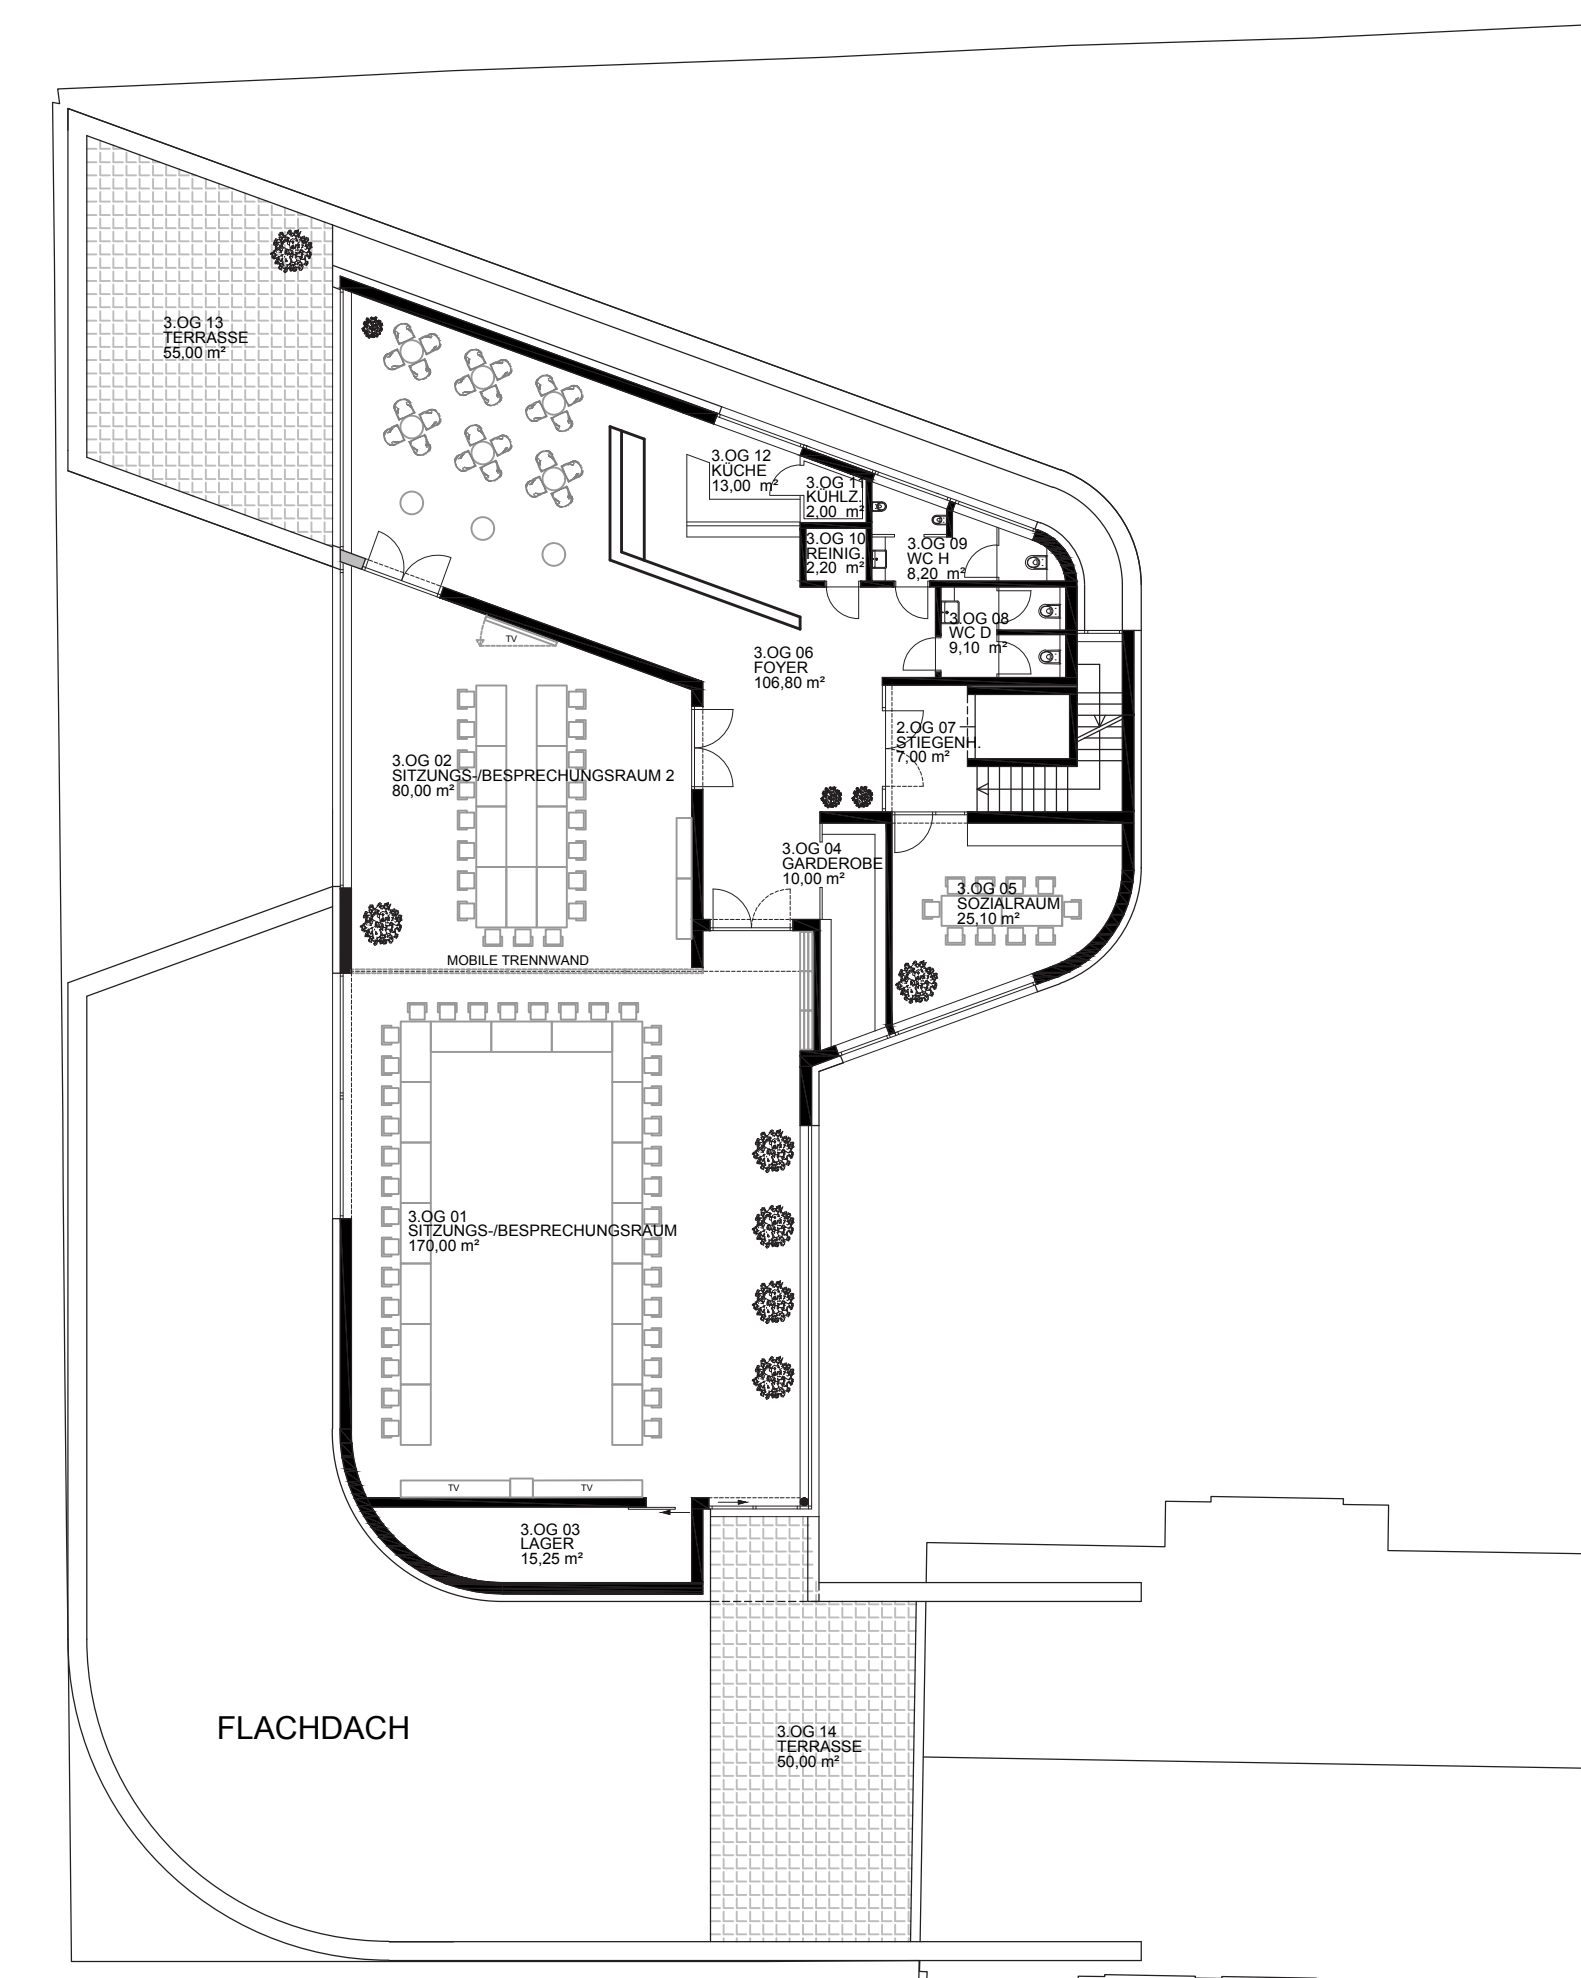 3.OG 13
TERRASSE
55,00 m²
3.OG 12
KÜCHE
13,00 m²
3.OG 11
KÜHLZ.
2,00 m²
3.OG 10
REINIG.
2,20 m²
3.OG 09
WC H
8,20 m²
3.OG 08
WC D
9,10 m²
TV
3.OG 06
FOYER
106,80 m²
2.OG 07
STIEGENH.
7,00 m²
3.OG 02
SITZUNGS-/BESPRECHUNGSRAUM 2
80,00 m²
3.OG 04
GARDEROBE
10,00 m²
3.OG 05
SOZIALRAUM
25,10 m²
MOBILE TRENNWAND
3.OG 01
SITZUNGS-/BESPRECHUNGSRAUM
170,00 m²
TV
TV
3.OG 03
LAGER
15,25 m²
FLACHDACH
3.OG 14
TERRASSE
50,00 m²